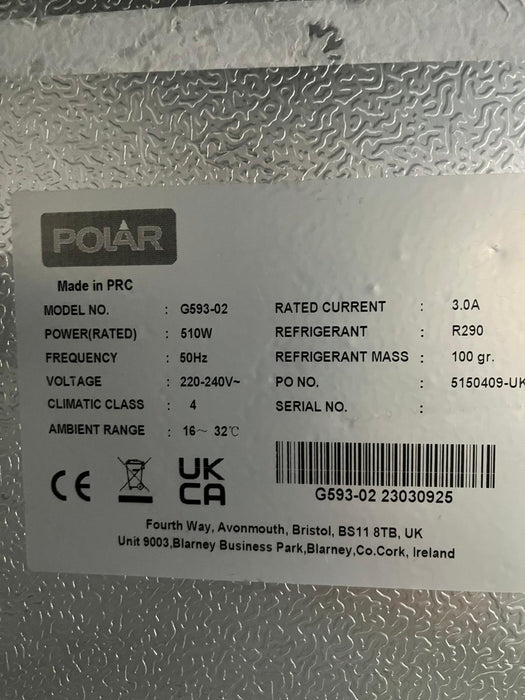 POLAR
Made in PRC
MODEL NO. : G593-02
POWER(RATED) : 510W
FREQUENCY : 50Hz
VOLTAGE : 220-240V~
CLIMATIC CLASS : 4
AMBIENT RANGE : 16~ 32℃
RATED CURRENT : 3.0A
REFRIGERANT : R290
REFRIGERANT MASS : 100 gr.
PO NO. : 5150409-UK
SERIAL NO. :
CE
UK
CA
G593-02 23030925
Fourth Way, Avonmouth, Bristol, BS11 8TB, UK
Unit 9003,Blarney Business Park,Blarney,Co.Cork, Ireland